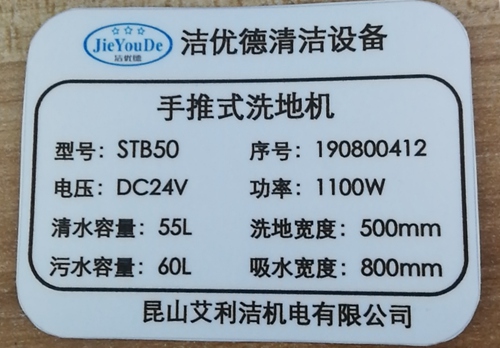 JieYouDe
洁优德
洁优德清洁设备
手推式洗地机
型号：STB50 序号：190800412
电压：DC24V 功率：1100W
清水容量：55L 洗地宽度：500mm
污水容量：60L 吸水宽度：800mm
昆山艾利洁机电有限公司